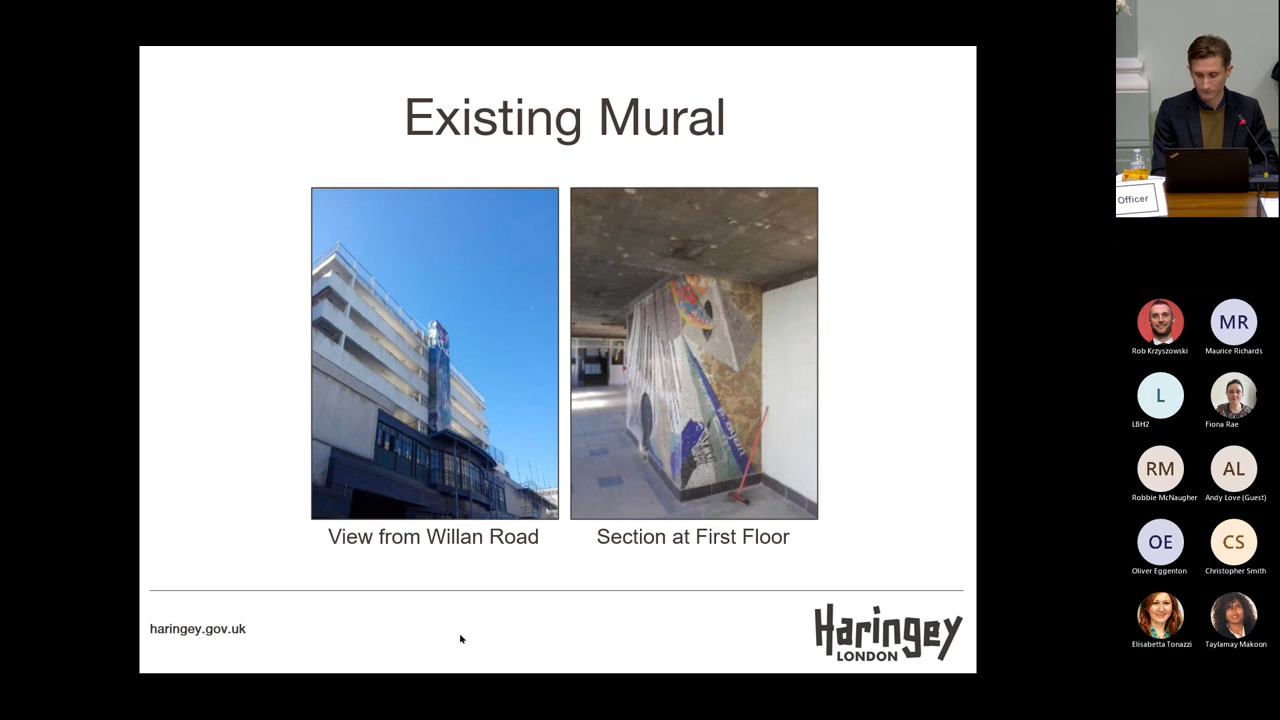 Existing Mural
View from Willan Road
Section at First Floor
haringey.gov.uk
Haringey
LONDON
Officer
Rob Krzyszowski
MR
Maurice Richards
L
LBH2
Fiona Rae
RM
Robbie McNaugher
AL
Andy Love (Guest)
OE
Oliver Eggenton
CS
Christopher Smith
Elisabetta Tonazzi
Taylamay Makoon